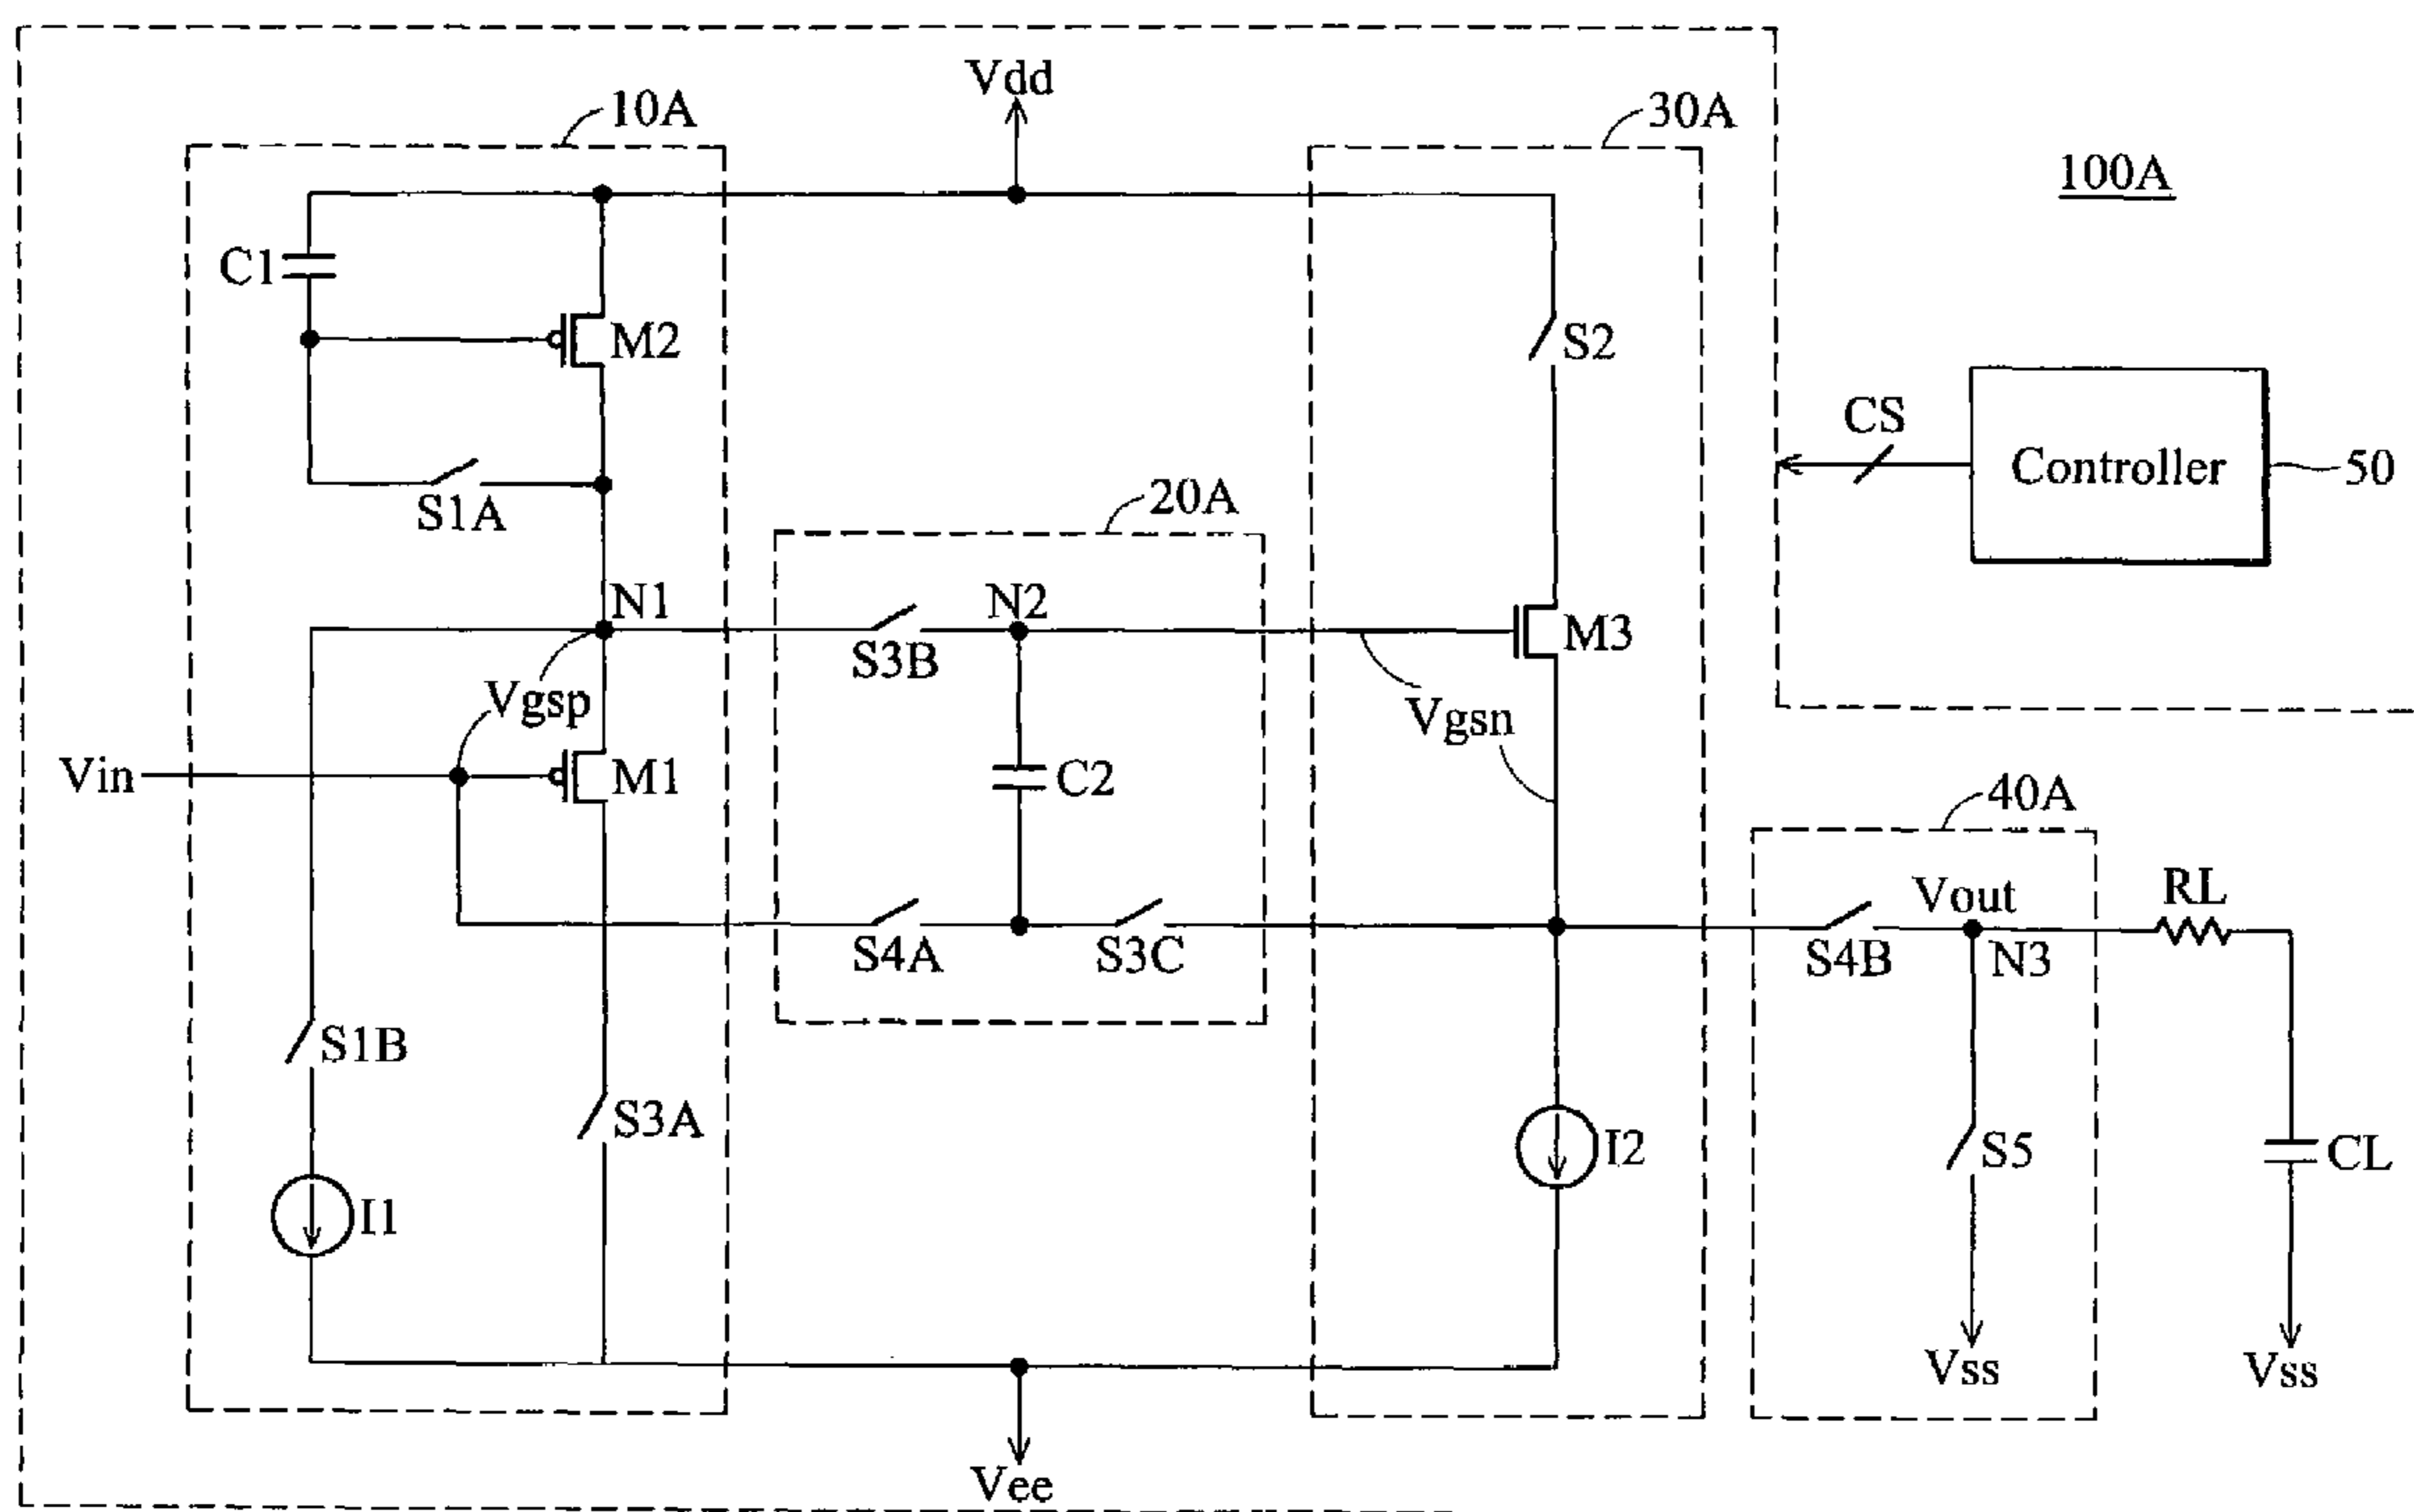 Vdd
10A
30A
100A
C1
M2
S2
CS
Controller
50
S1A
20A
N1
N2
S3B
M3
Vgsp
Vgsn
Vin
M1
C2
40A
Vout
RL
S4A
S3C
S4B
N3
S1B
S3A
I2
S5
CL
I1
Vss
Vss
Vee